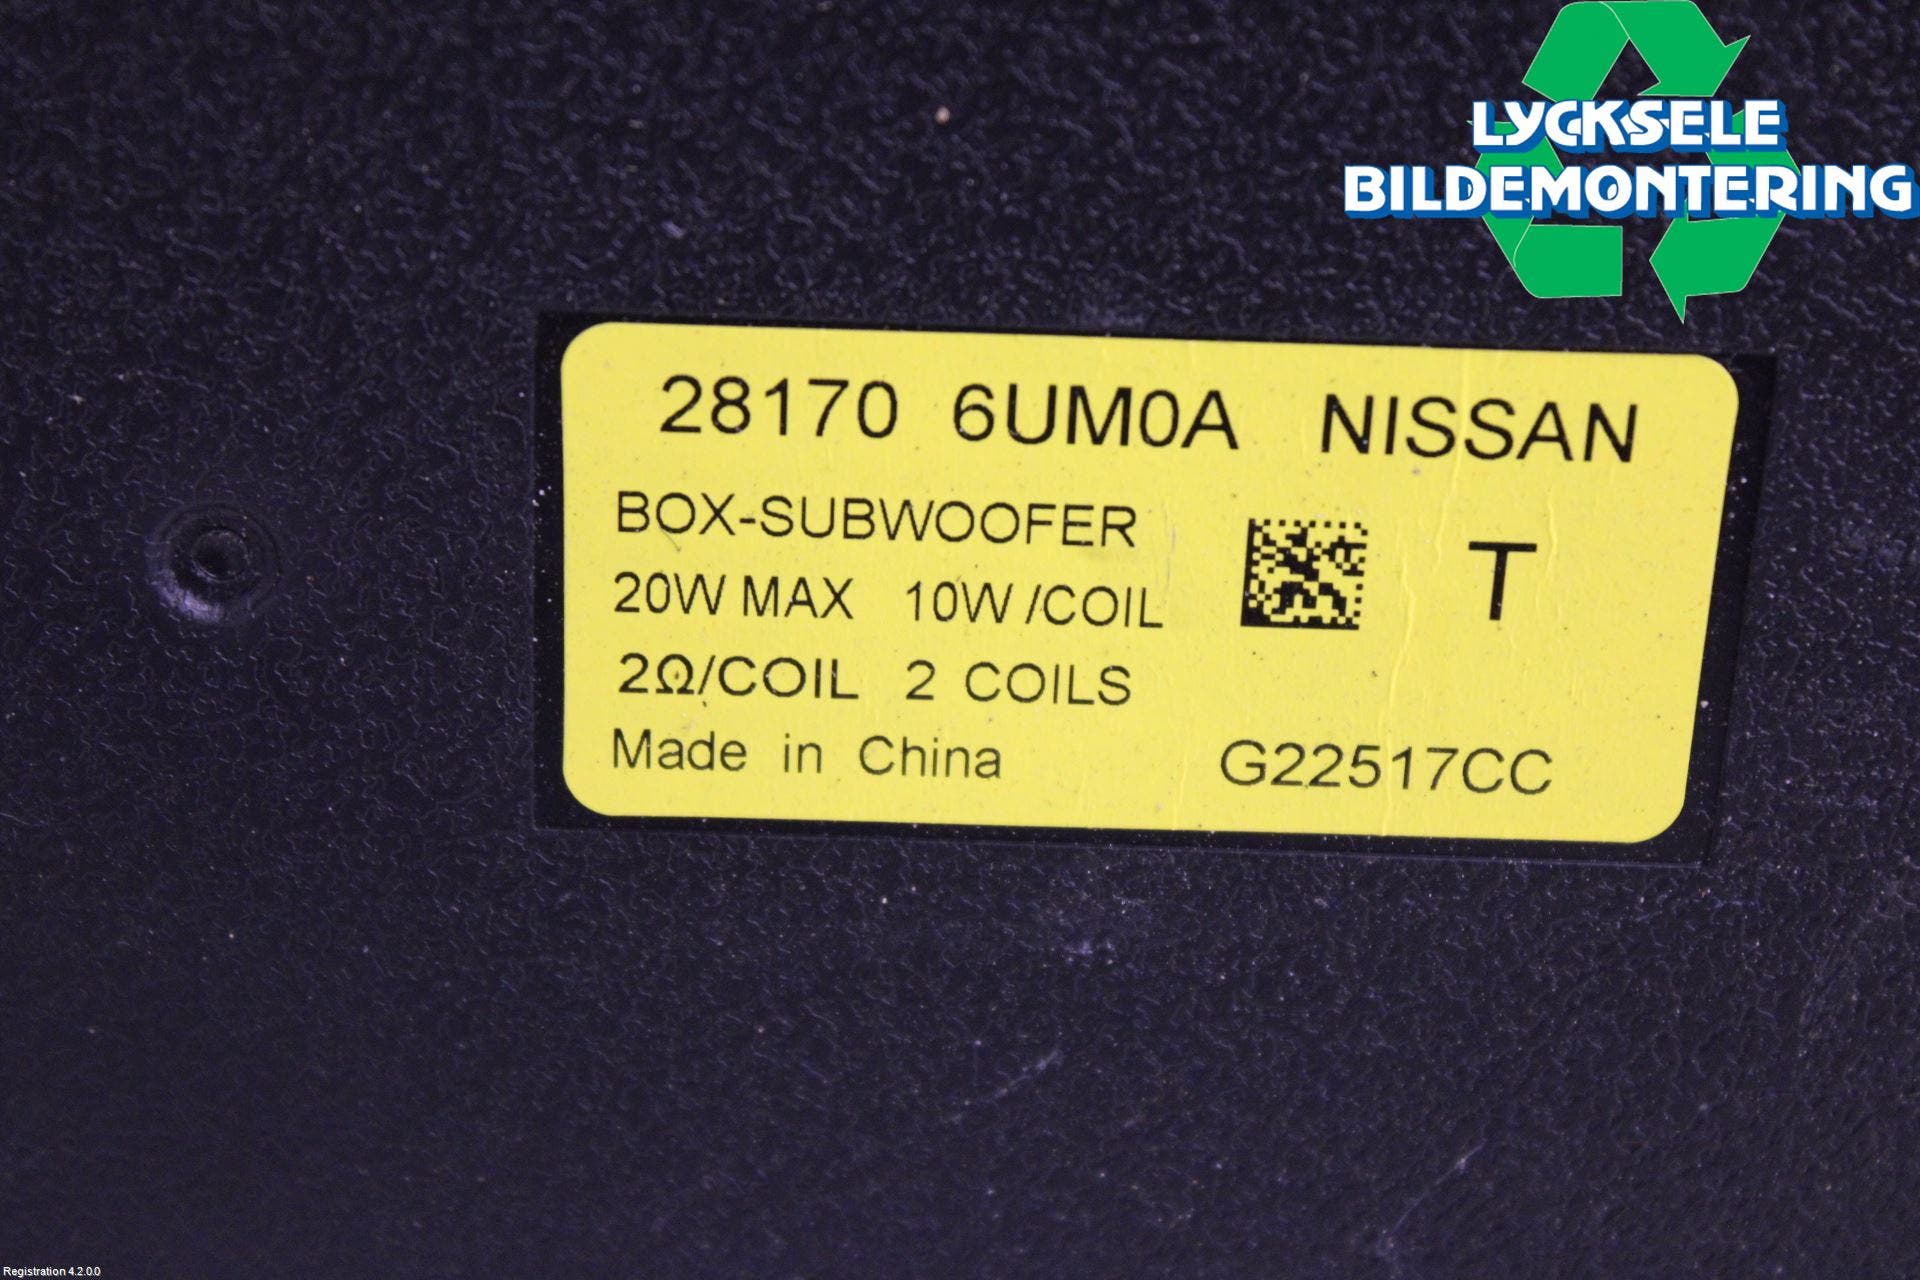 LYCKSELE
BILDEMONTERING
28170 6UM0A NISSAN
BOX-SUBWOOFER
20W MAX 10W /COIL
T
2Ω/COIL 2 COILS
Made in China G22517CC
Registration 4.2.0.0